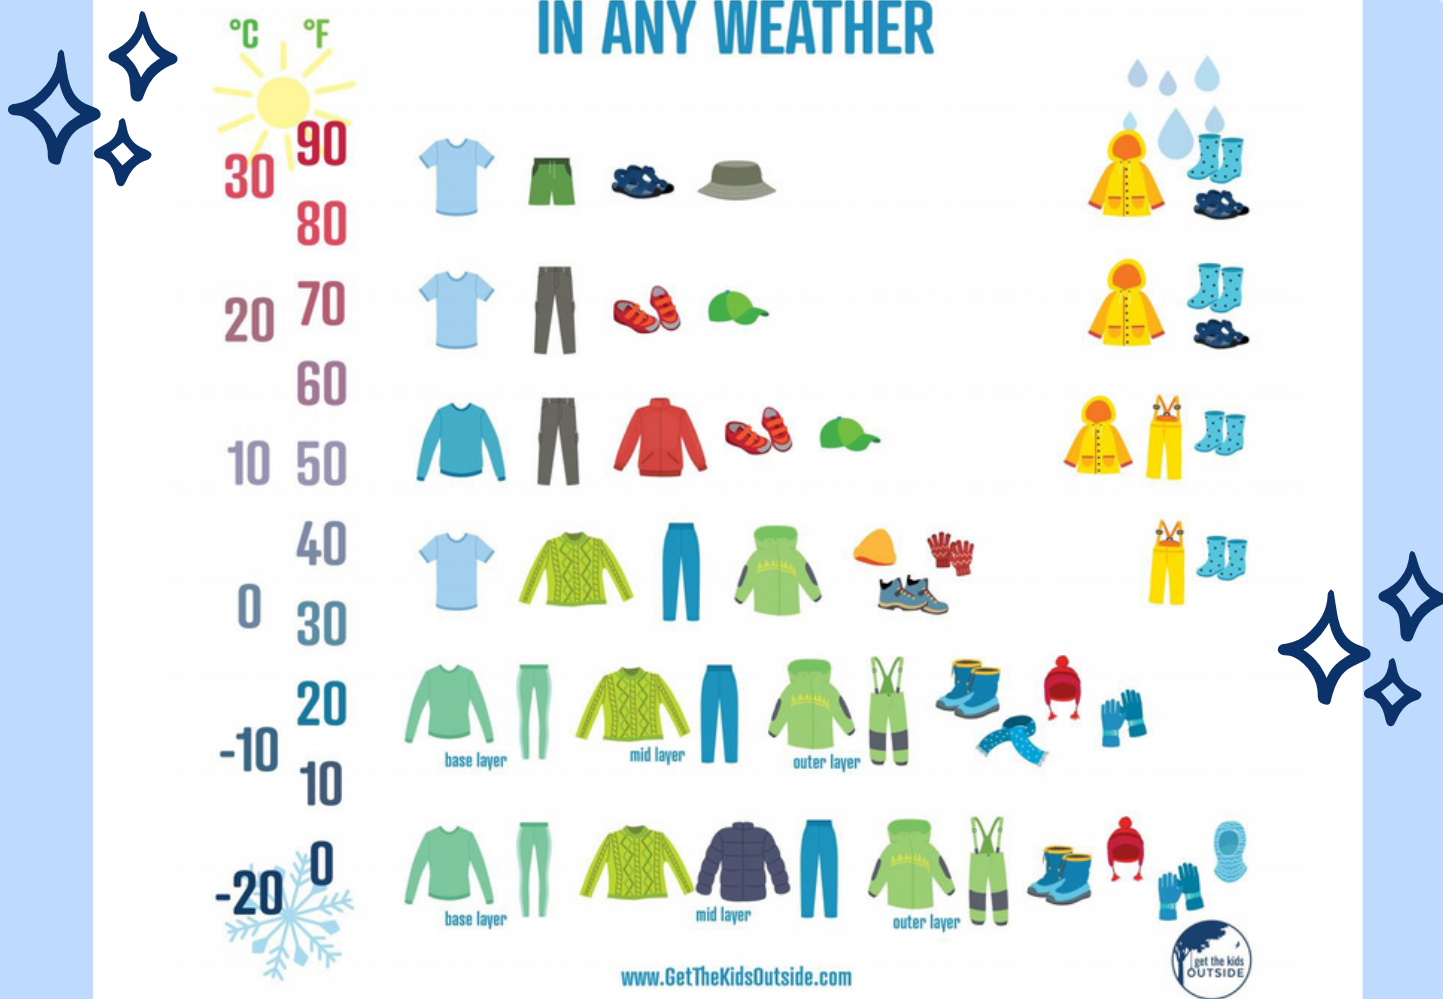 IN ANY WEATHER
°C °F
90
30
80
70
20
60
10 50
40
0
30
20
-10
10
0
-20
base layer
mid layer
outer layer
base layer
mid layer
outer layer
www.GetTheKidsOutside.com
get the kids
OUTSIDE